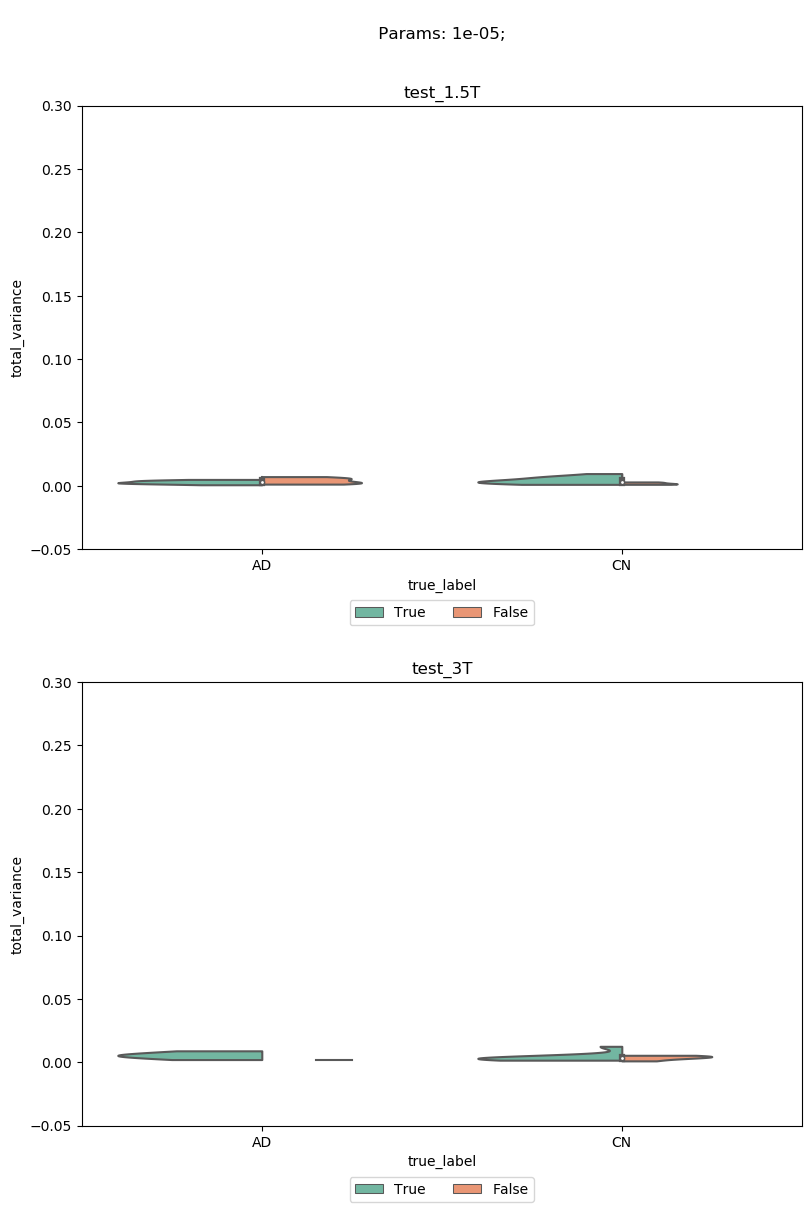 Params: 1e-05;
test_1.5T
0.30
0.25
0.20
0.15
0.10
0.05
0.00
−0.05
total_variance
AD CN
true_label
True False
test_3T
0.30
0.25
0.20
0.15
0.10
0.05
0.00
−0.05
total_variance
AD CN
true_label
True False